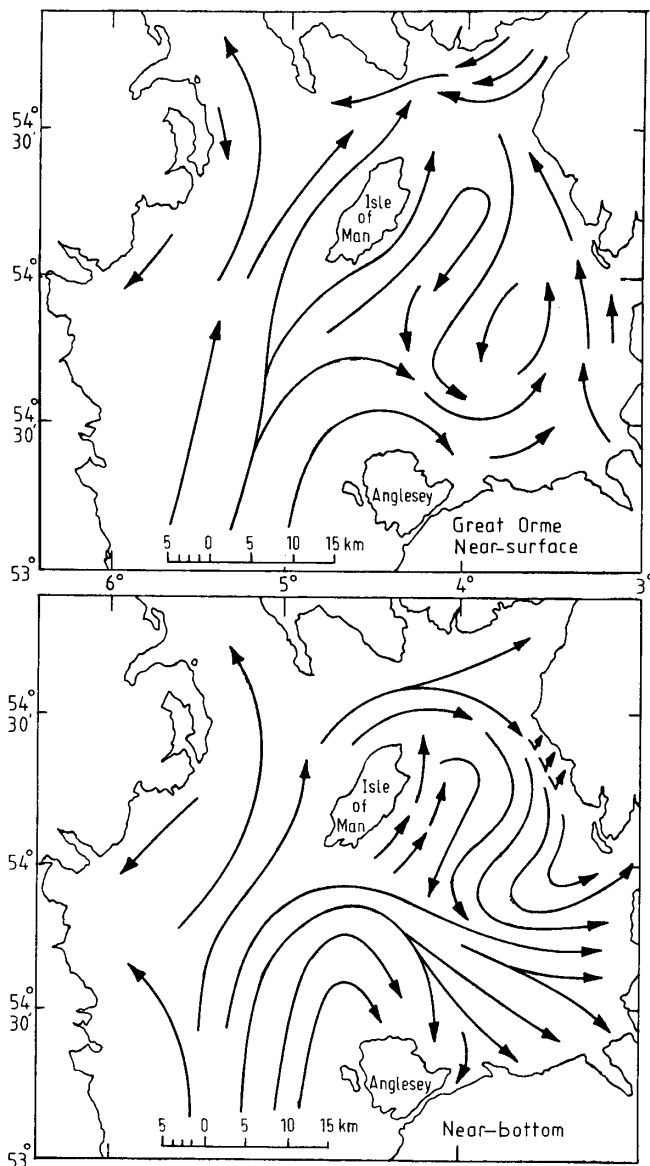 54°
30'
54°
54°
30'
53°
Isle
of
Man
Anglesey
Great Orme
Near-surface
5 0 5 10 15 km
6° 5° 4° 3°
54°
30'
54°
54°
30'
53°
Isle
of
Man
Anglesey
Near-bottom
5 0 5 10 15 km